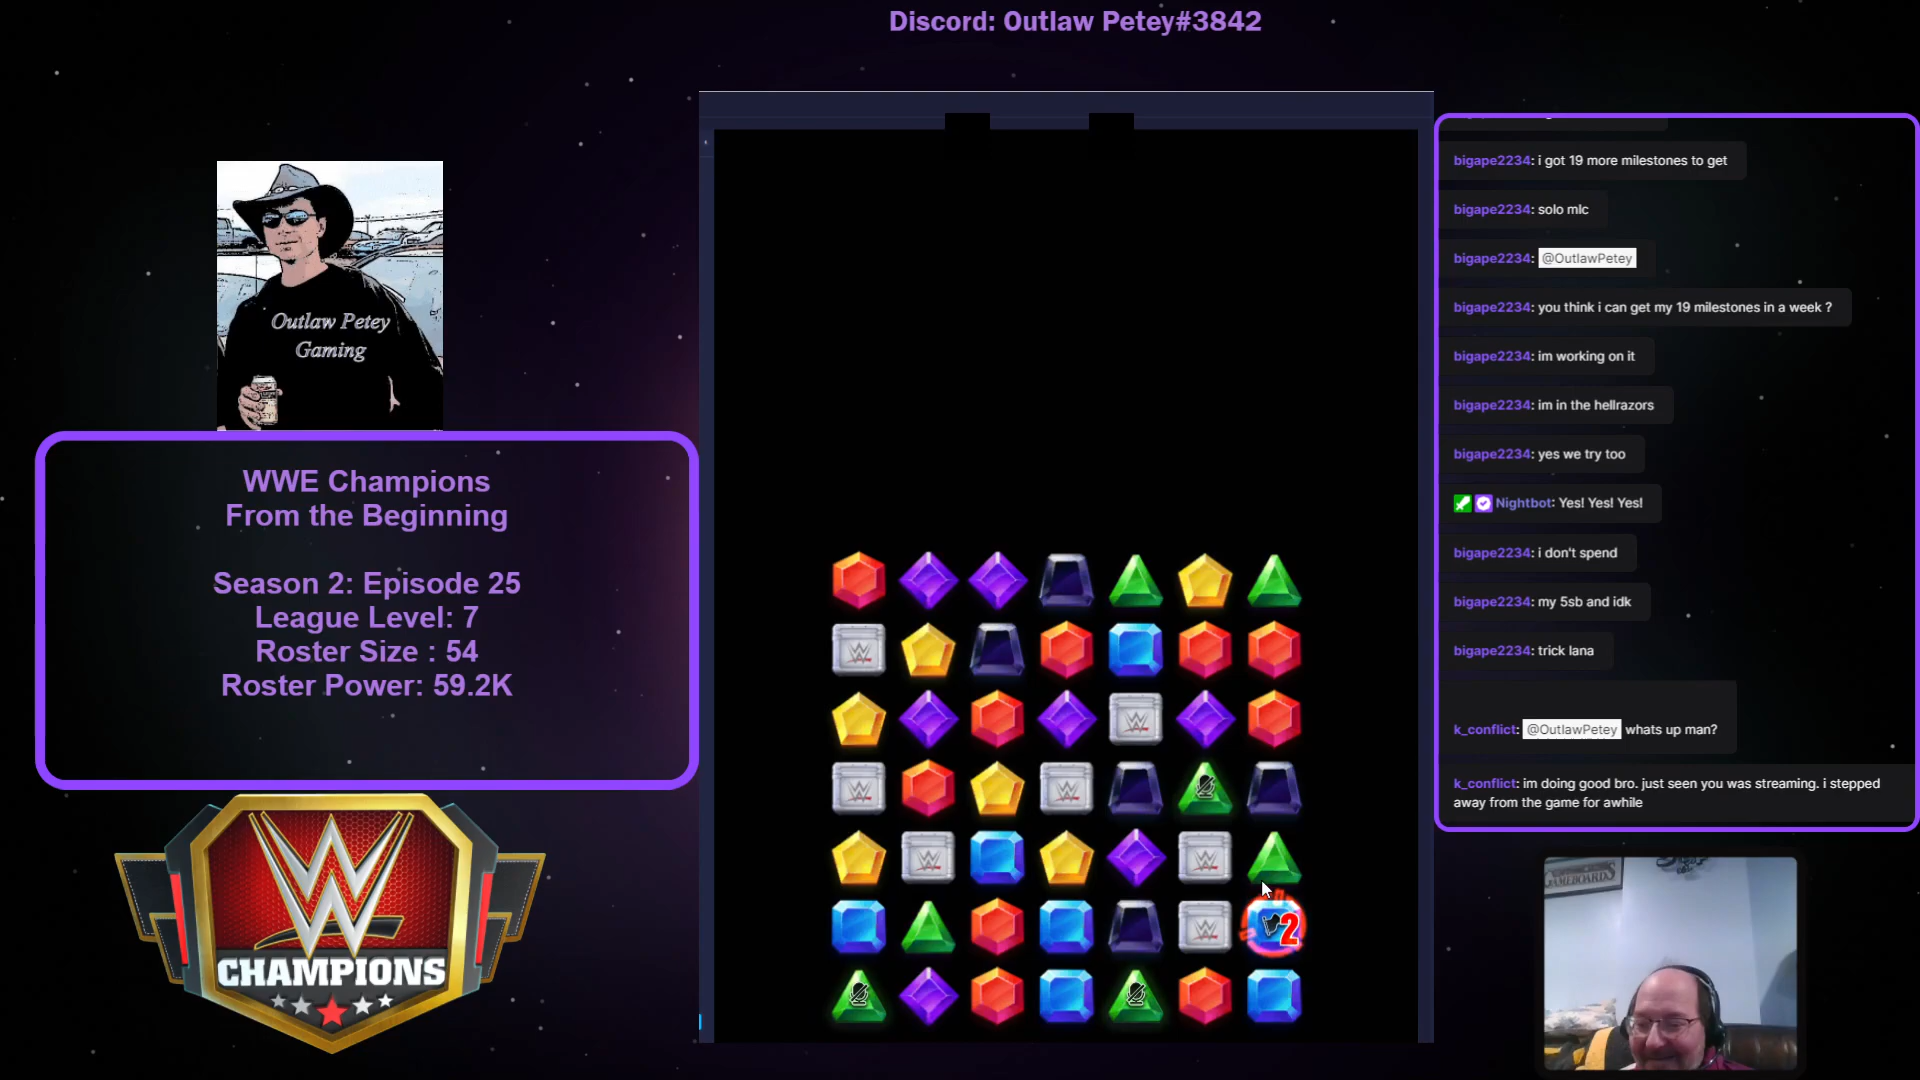 Discord: Outlaw Petey#3842
Outlaw Petey
Gaming
WWE Champions
From the Beginning
Season 2: Episode 25
League Level: 7
Roster Size : 54
Roster Power: 59.2K
CHAMPIONS
2
bigape2234: i got 19 more milestones to get
bigape2234: solo mlc
bigape2234: @OutlawPetey
bigape2234: you think i can get my 19 milestones in a week ?
bigape2234: im working on it
bigape2234: im in the hellrazors
bigape2234: yes we try too
Nightbot: Yes! Yes! Yes!
bigape2234: i don't spend
bigape2234: my 5sb and idk
bigape2234: trick lana
k_conflict: @OutlawPetey whats up man?
k_conflict: im doing good bro. just seen you was streaming. i stepped
away from the game for awhile
GAMEBOARDS